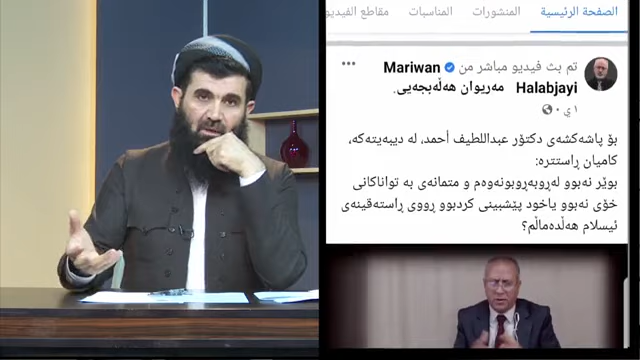 الصفحة الرئيسية المنشورات المناسبات مقاطع الفيديو
تم بث فيديو مباشر من Mariwan
Halabjayi مەریوان هەڵەبجەیی.
١ ي
بۆ پاشەکشەی دکتۆر عبداللطیف أحمد، لە دیبەیتەکە،
کامیان ڕاستترە:
بوێر نەبوو لەڕوبەڕوبونەوەم و متمانەی بە تواناکانی
خۆی نەبوو یاخود پێشبینی کردبوو ڕووی ڕاستەقینەی
ئیسلام هەڵدەماڵم؟